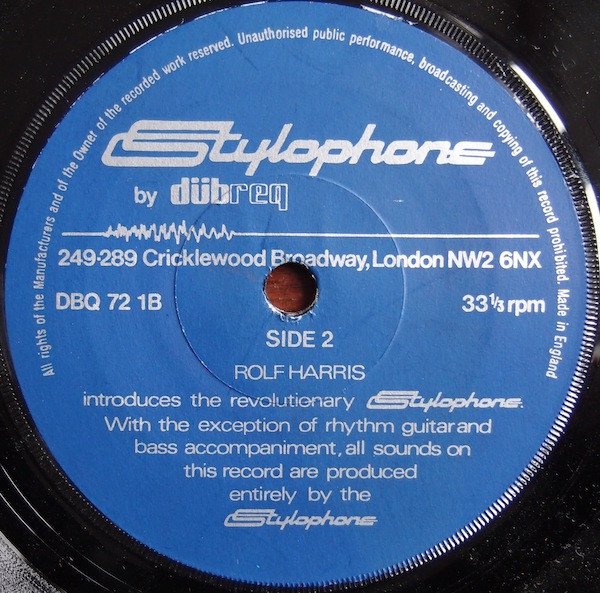 All rights of the Manufacturers and of the Owner of the recorded work reserved. Unauthorised public performance, broadcasting and copying of this record prohibited. Made in England
Stylophone
by dübreq
249-289 Cricklewood Broadway, London NW2 6NX
DBQ 72 1B
33⅓ rpm
SIDE 2
ROLF HARRIS
introduces the revolutionary Stylophone.
With the exception of rhythm guitar and
bass accompaniment, all sounds on
this record are produced
entirely by the
Stylophone